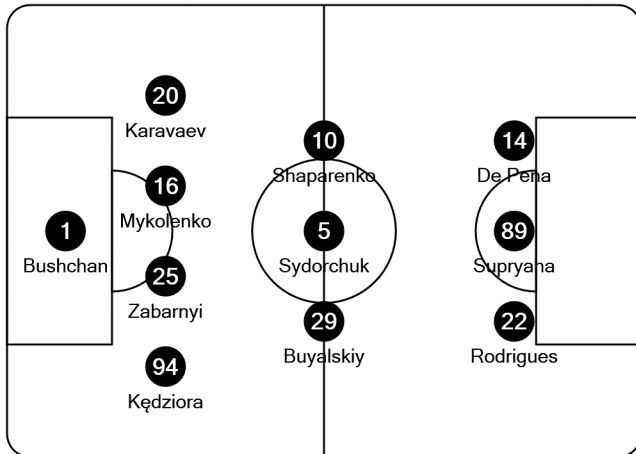 20
Karavaev
10
Shaparenko
14
De Pena
16
Mykolenko
1
Bushchan
5
Sydorchuk
89
Supryaha
25
Zabarnyi
29
Buyalskiy
22
Rodrigues
94
Kędziora